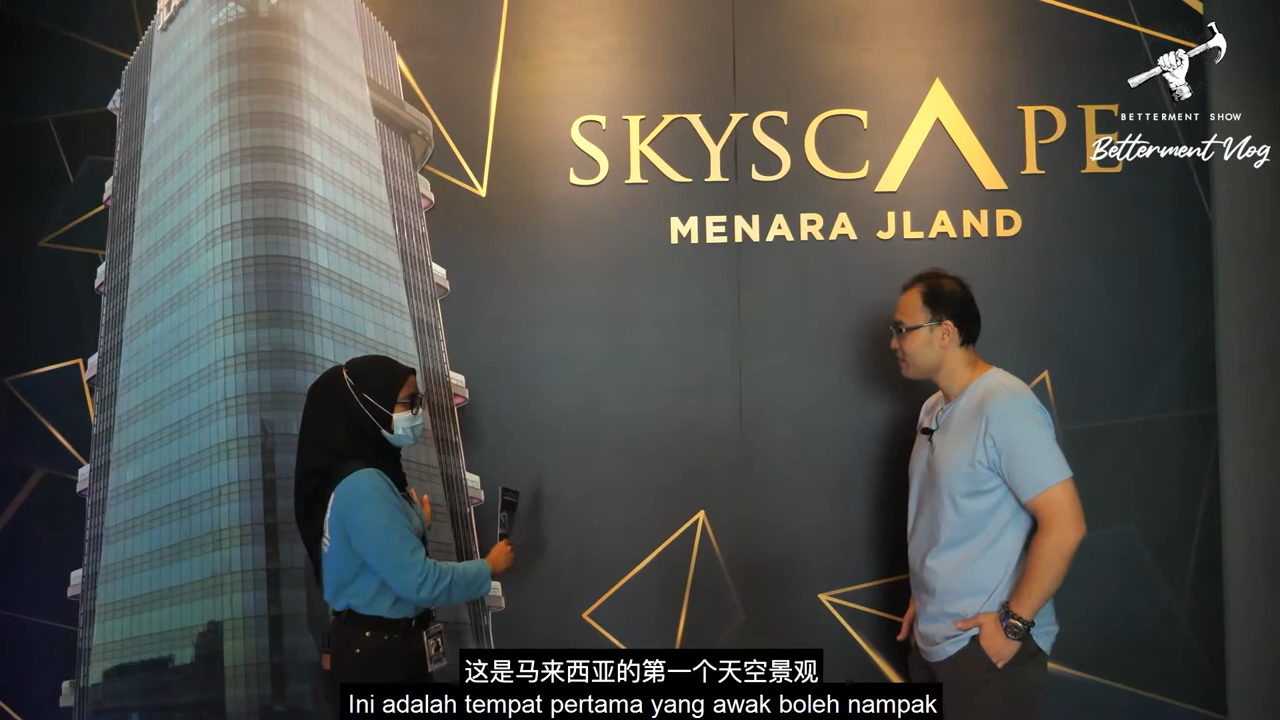 SKYSCAPE
MENARA JLAND
BETTERMENT SHOW
Betterment Vlog
这是马来西亚的第一个天空景观
Ini adalah tempat pertama yang awak boleh nampak